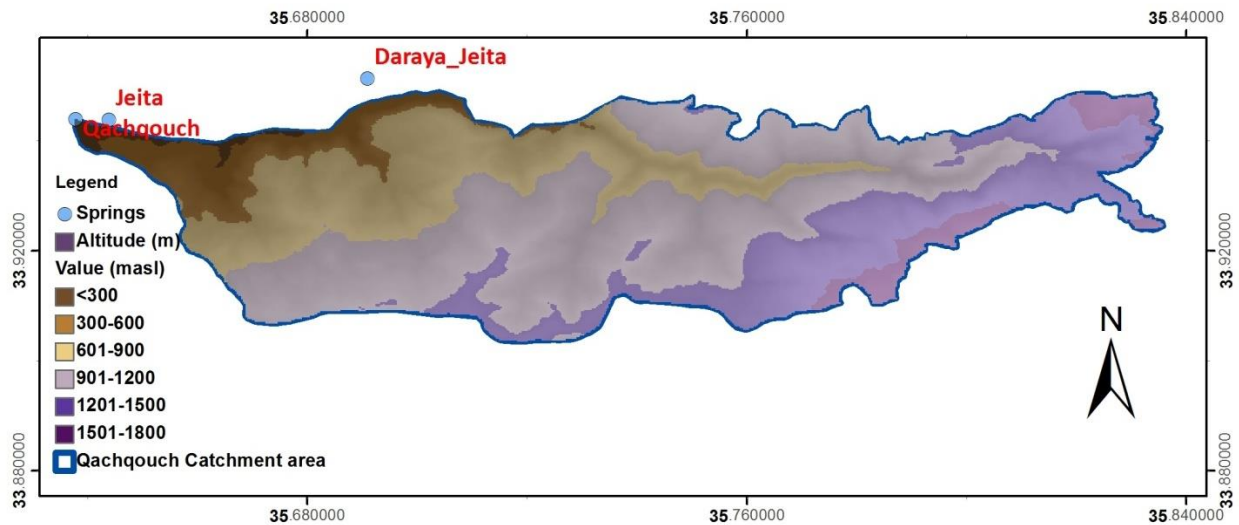 35.680000
35.760000
35.840000
Daraya_Jeita
Jeita
Qachqouch
Legend
Springs
Altitude (m)
Value (masl)
<300
300-600
601-900
901-1200
1201-1500
1501-1800
Qachqouch Catchment area
N
33.920000
33.920000
33.880000
33.880000
35.680000
35.760000
35.840000